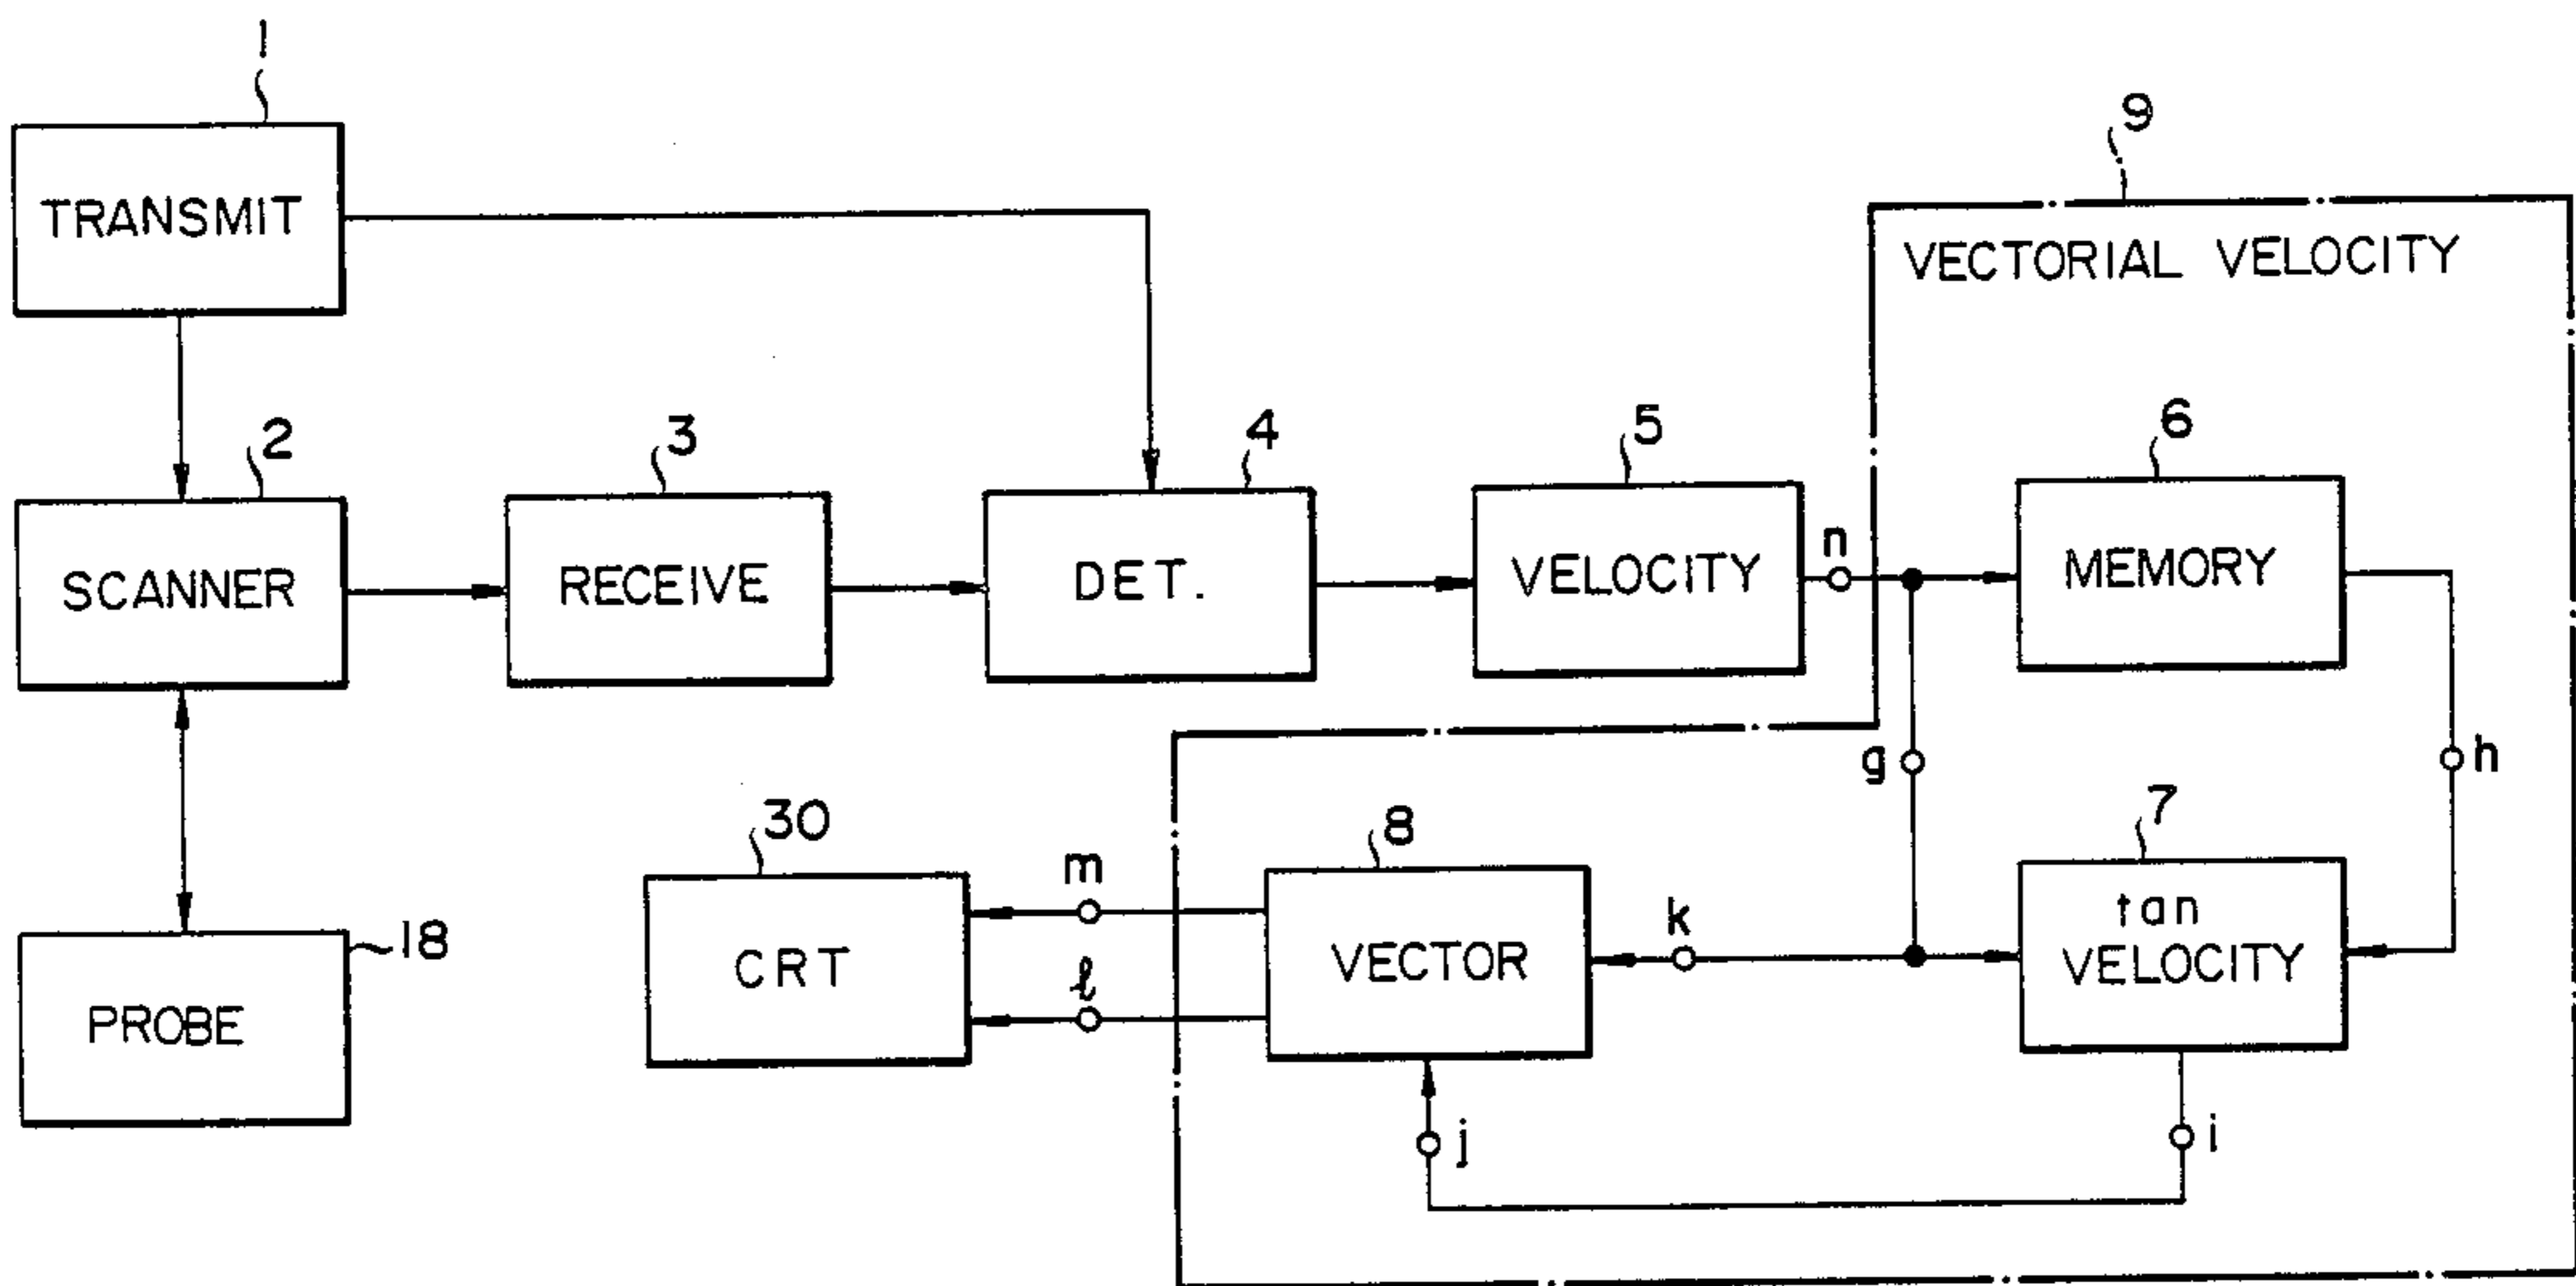 1
TRANSMIT
9
VECTORIAL VELOCITY
2
SCANNER
3
RECEIVE
4
DET.
5
VELOCITY
n
6
MEMORY
g
h
18
PROBE
30
CRT
m
ℓ
8
VECTOR
k
7
tan
VELOCITY
j
i